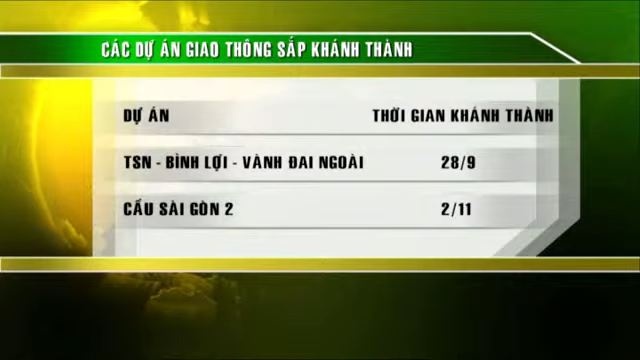 CÁC DỰ ÁN GIAO THÔNG SẮP KHÁNH THÀNH
DỰ ÁN THỜI GIAN KHÁNH THÀNH
TSN - BÌNH LỢI - VÀNH ĐAI NGOÀI 28/9
CẦU SÀI GÒN 2 2/11